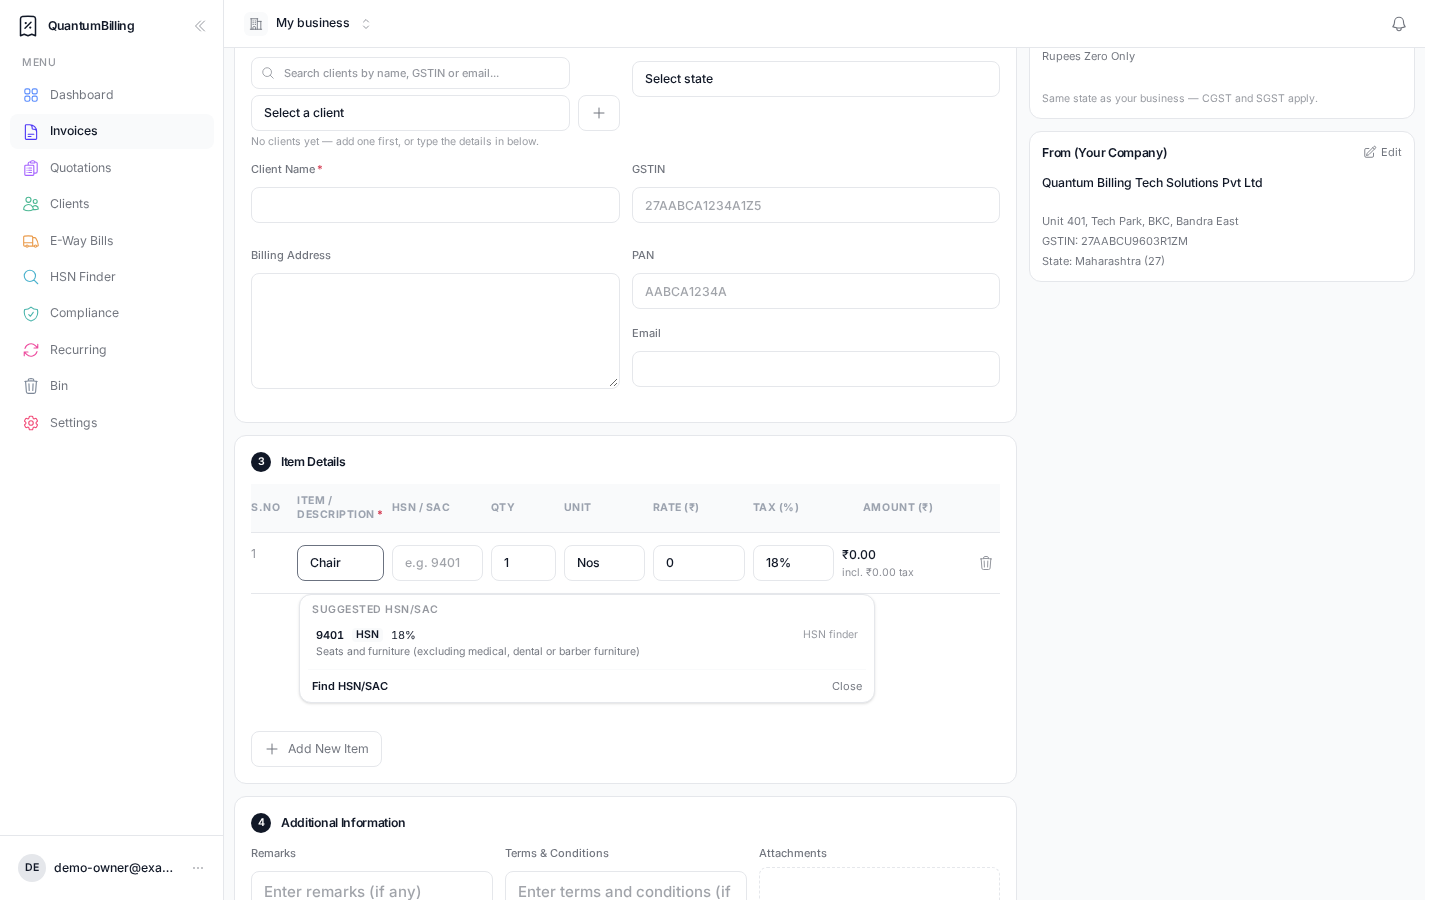 QuantumBilling
MENU
Dashboard
Invoices
Quotations
Clients
E-Way Bills
HSN Finder
Compliance
Recurring
Bin
Settings
DE
demo-owner@exa...
My business
Search clients by name, GSTIN or email...
Select state
Select a client
No clients yet — add one first, or type the details in below.
Client Name *
GSTIN
27AABCA1234A1Z5
Billing Address
PAN
AABCA1234A
Email
3 Item Details
S.NO ITEM / DESCRIPTION * HSN / SAC QTY UNIT RATE (₹) TAX (%) AMOUNT (₹)
1 Chair e.g. 9401 1 Nos 0 18% ₹0.00
incl. ₹0.00 tax
SUGGESTED HSN/SAC
9401 HSN 18% HSN finder
Seats and furniture (excluding medical, dental or barber furniture)
Find HSN/SAC Close
Add New Item
4 Additional Information
Remarks Terms & Conditions Attachments
Enter remarks (if any) Enter terms and conditions (if
Rupees Zero Only
Same state as your business — CGST and SGST apply.
From (Your Company) Edit
Quantum Billing Tech Solutions Pvt Ltd
Unit 401, Tech Park, BKC, Bandra East
GSTIN: 27AABCU9603R1ZM
State: Maharashtra (27)